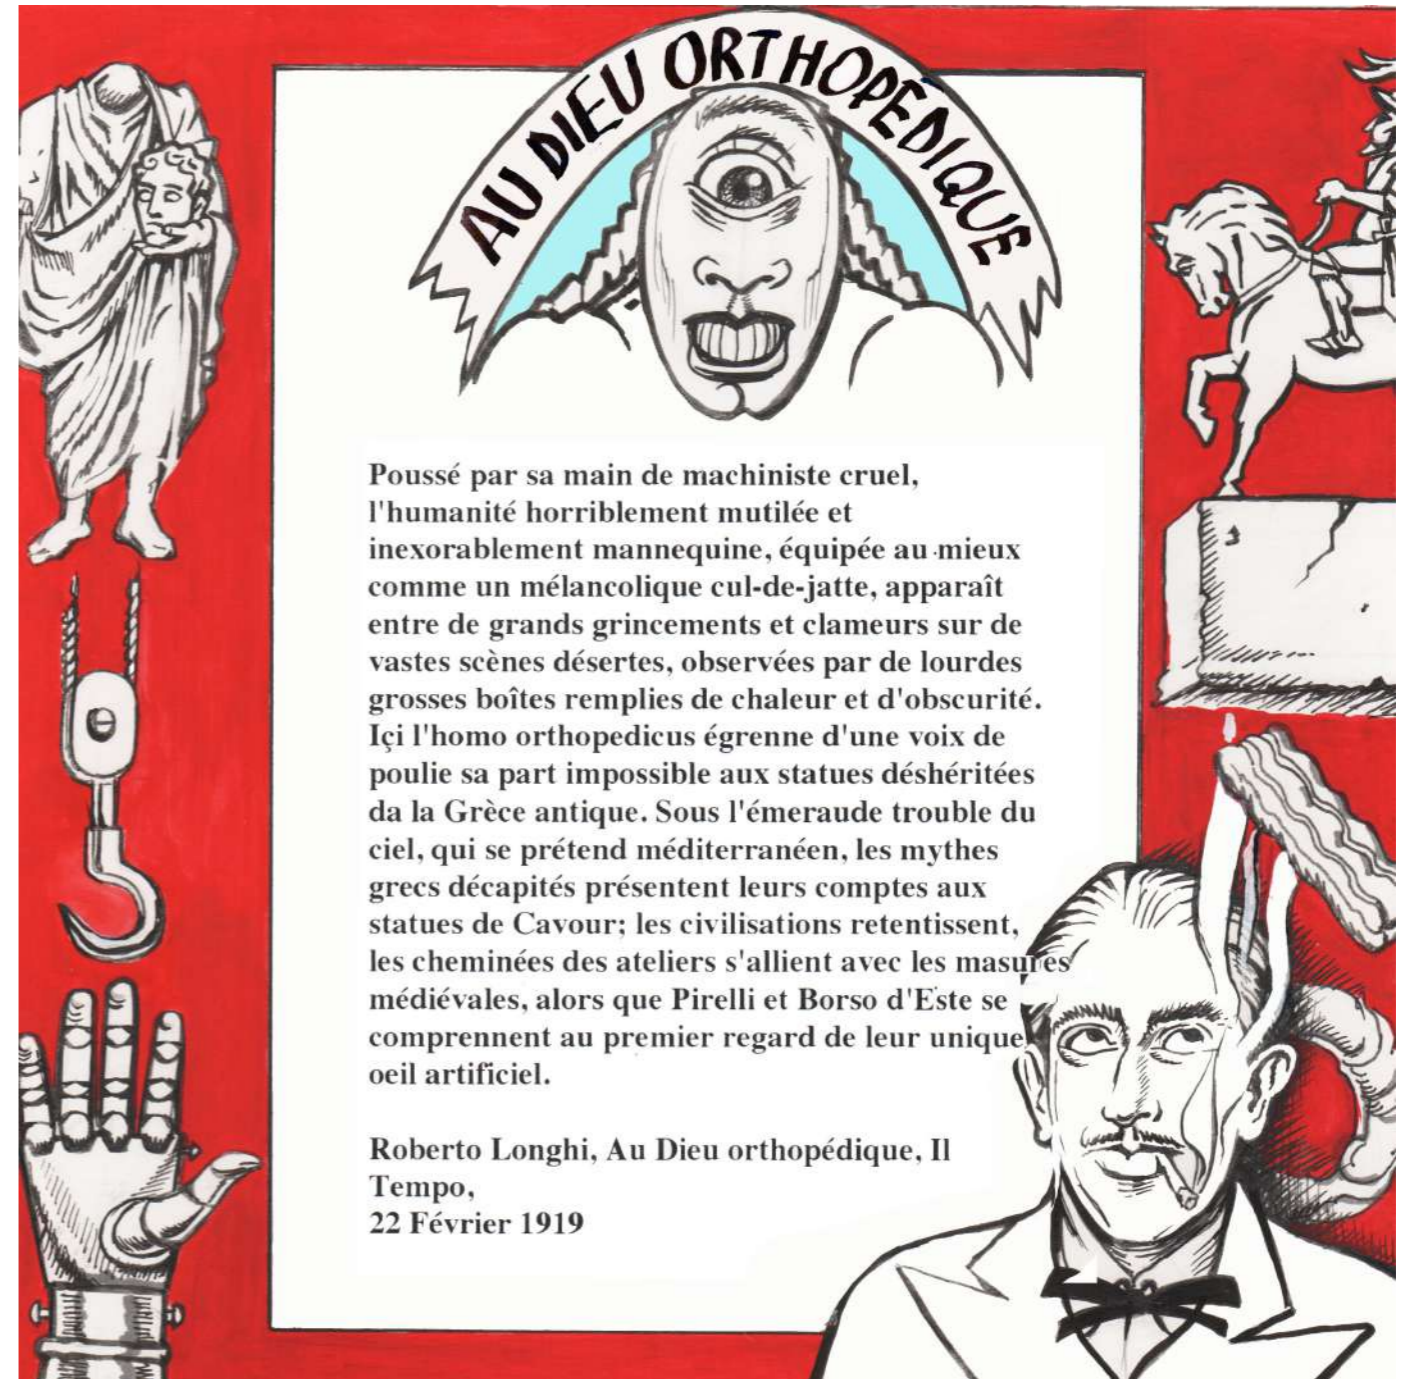 AU DIEU ORTHOPÉDIQUE
Poussé par sa main de machiniste cruel,
l'humanité horriblement mutilée et
inexorablement mannequine, équipée au mieux
comme un mélancolique cul-de-jatte, apparaît
entre de grands grincements et clameurs sur de
vastes scènes désertes, observées par de lourdes
grosses boîtes remplies de chaleur et d'obscurité.
Içi l'homo orthopedicus égrenne d'une voix de
poulie sa part impossible aux statues déshéritées
da la Grèce antique. Sous l'émeraude trouble du
ciel, qui se prétend méditerranéen, les mythes
grecs décapités présentent leurs comptes aux
statues de Cavour; les civilisations retentissent,
les cheminées des ateliers s'allient avec les masures
médiévales, alors que Pirelli et Borso d'Este se
comprennent au premier regard de leur unique
oeil artificiel.
Roberto Longhi, Au Dieu orthopédique, Il
Tempo,
22 Février 1919